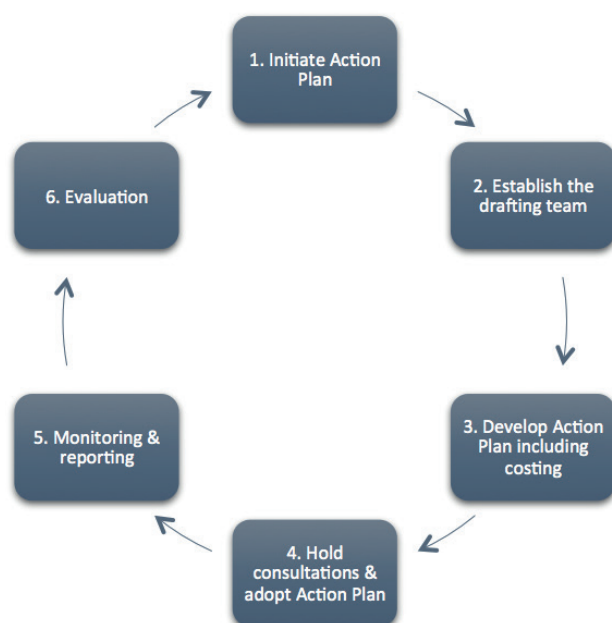 1. Initiate Action
Plan
2. Establish the
drafting team
3. Develop Action
Plan including
costing
4. Hold
consultations &
adopt Action Plan
5. Monitoring &
reporting
6. Evaluation